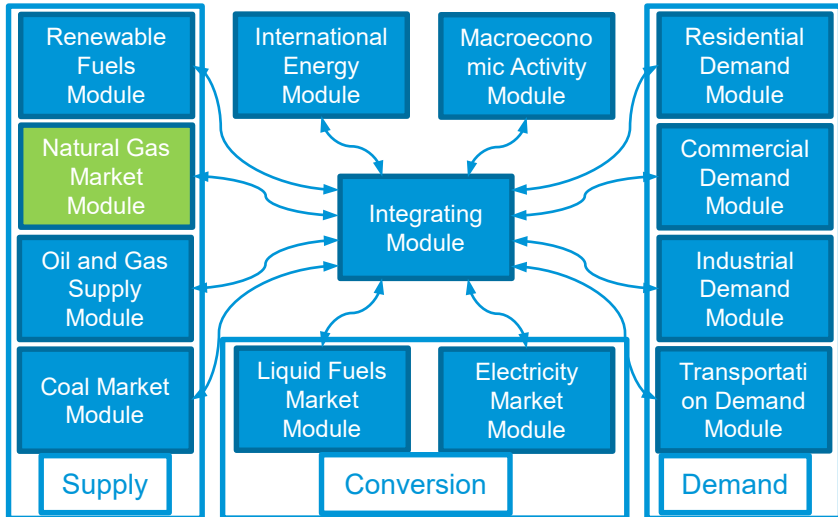 Renewable
Fuels
Module
International
Energy
Module
Macroecono
mic Activity
Module
Residential
Demand
Module
Natural Gas
Market
Module
Commercial
Demand
Module
Integrating
Module
Oil and Gas
Supply
Module
Industrial
Demand
Module
Coal Market
Module
Liquid Fuels
Market
Module
Electricity
Market
Module
Transportati
on Demand
Module
Supply
Conversion
Demand